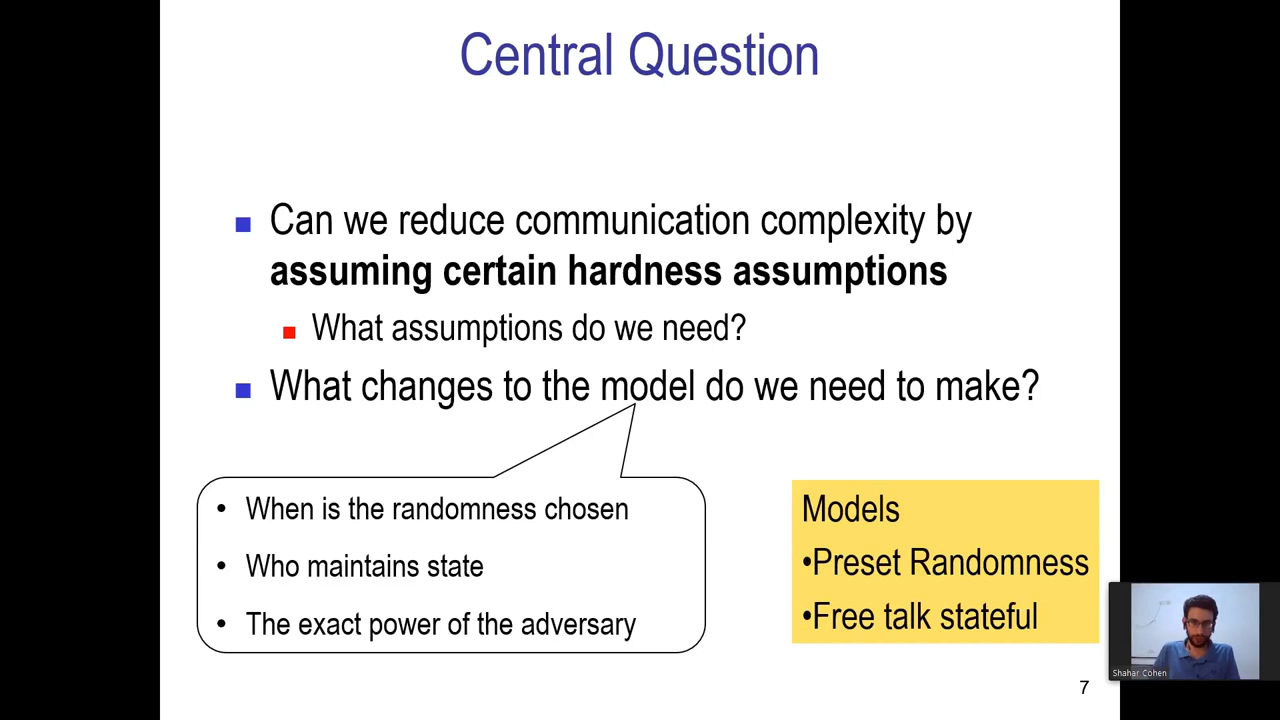 Central Question
Can we reduce communication complexity by
assuming certain hardness assumptions
What assumptions do we need?
What changes to the model do we need to make?
• When is the randomness chosen
• Who maintains state
• The exact power of the adversary
Models
•Preset Randomness
•Free talk stateful
Shahar Cohen
7